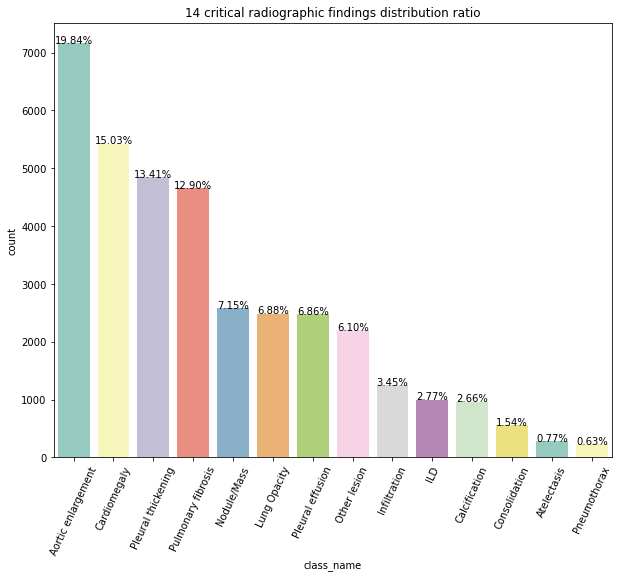 14 critical radiographic findings distribution ratio
count
7000
6000
5000
4000
3000
2000
1000
0
19.84%
15.03%
13.41%
12.90%
7.15%
6.88%
6.86%
6.10%
3.45%
2.77%
2.66%
1.54%
0.77%
0.63%
Aortic enlargement
Cardiomegaly
Pleural thickening
Pulmonary fibrosis
Nodule/Mass
Lung Opacity
Pleural effusion
Other lesion
Infiltration
ILD
Calcification
Consolidation
Atelectasis
Pneumothorax
class_name